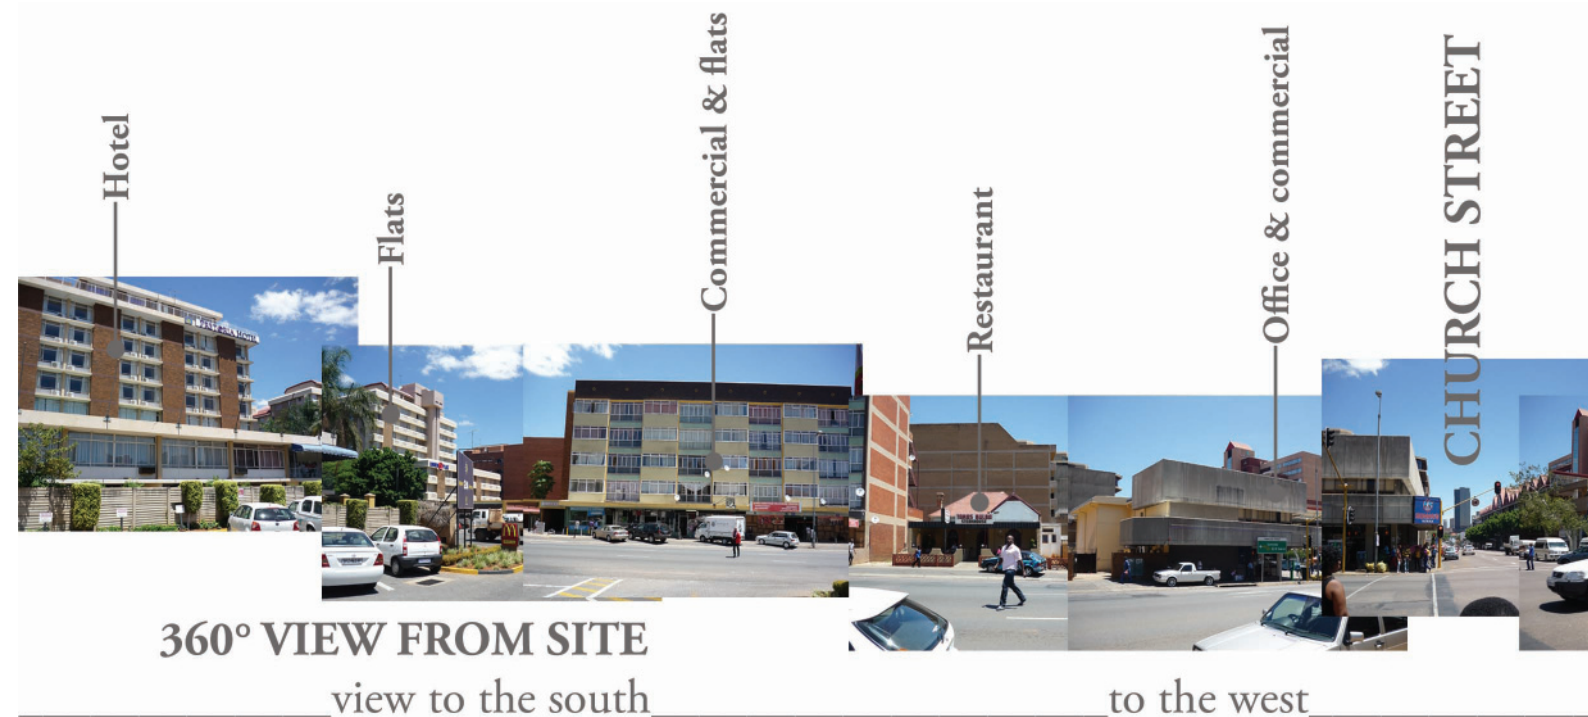 Hotel
Flats
Commercial & flats
Restaurant
Office & commercial
CHURCH STREET
360° VIEW FROM SITE
view to the south
to the west